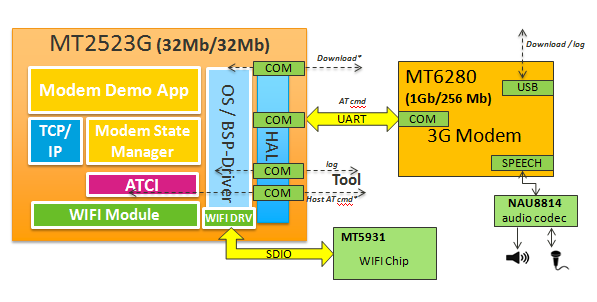 MT2523G (32Mb/32Mb)
Modem Demo App
TCP/
IP
Modem State
Manager
ATCI
WIFI Module
OS / BSP-Driver
WIFI DRV
HAL
COM
COM
COM
COM
Download*
AT cmd
UART
log
Tool
Host AT cmd*
SDIO
MT5931
WIFI Chip
Download / log
MT6280
(1Gb/256 Mb)
USB
COM
3G Modem
SPEECH
NAU8814
audio codec